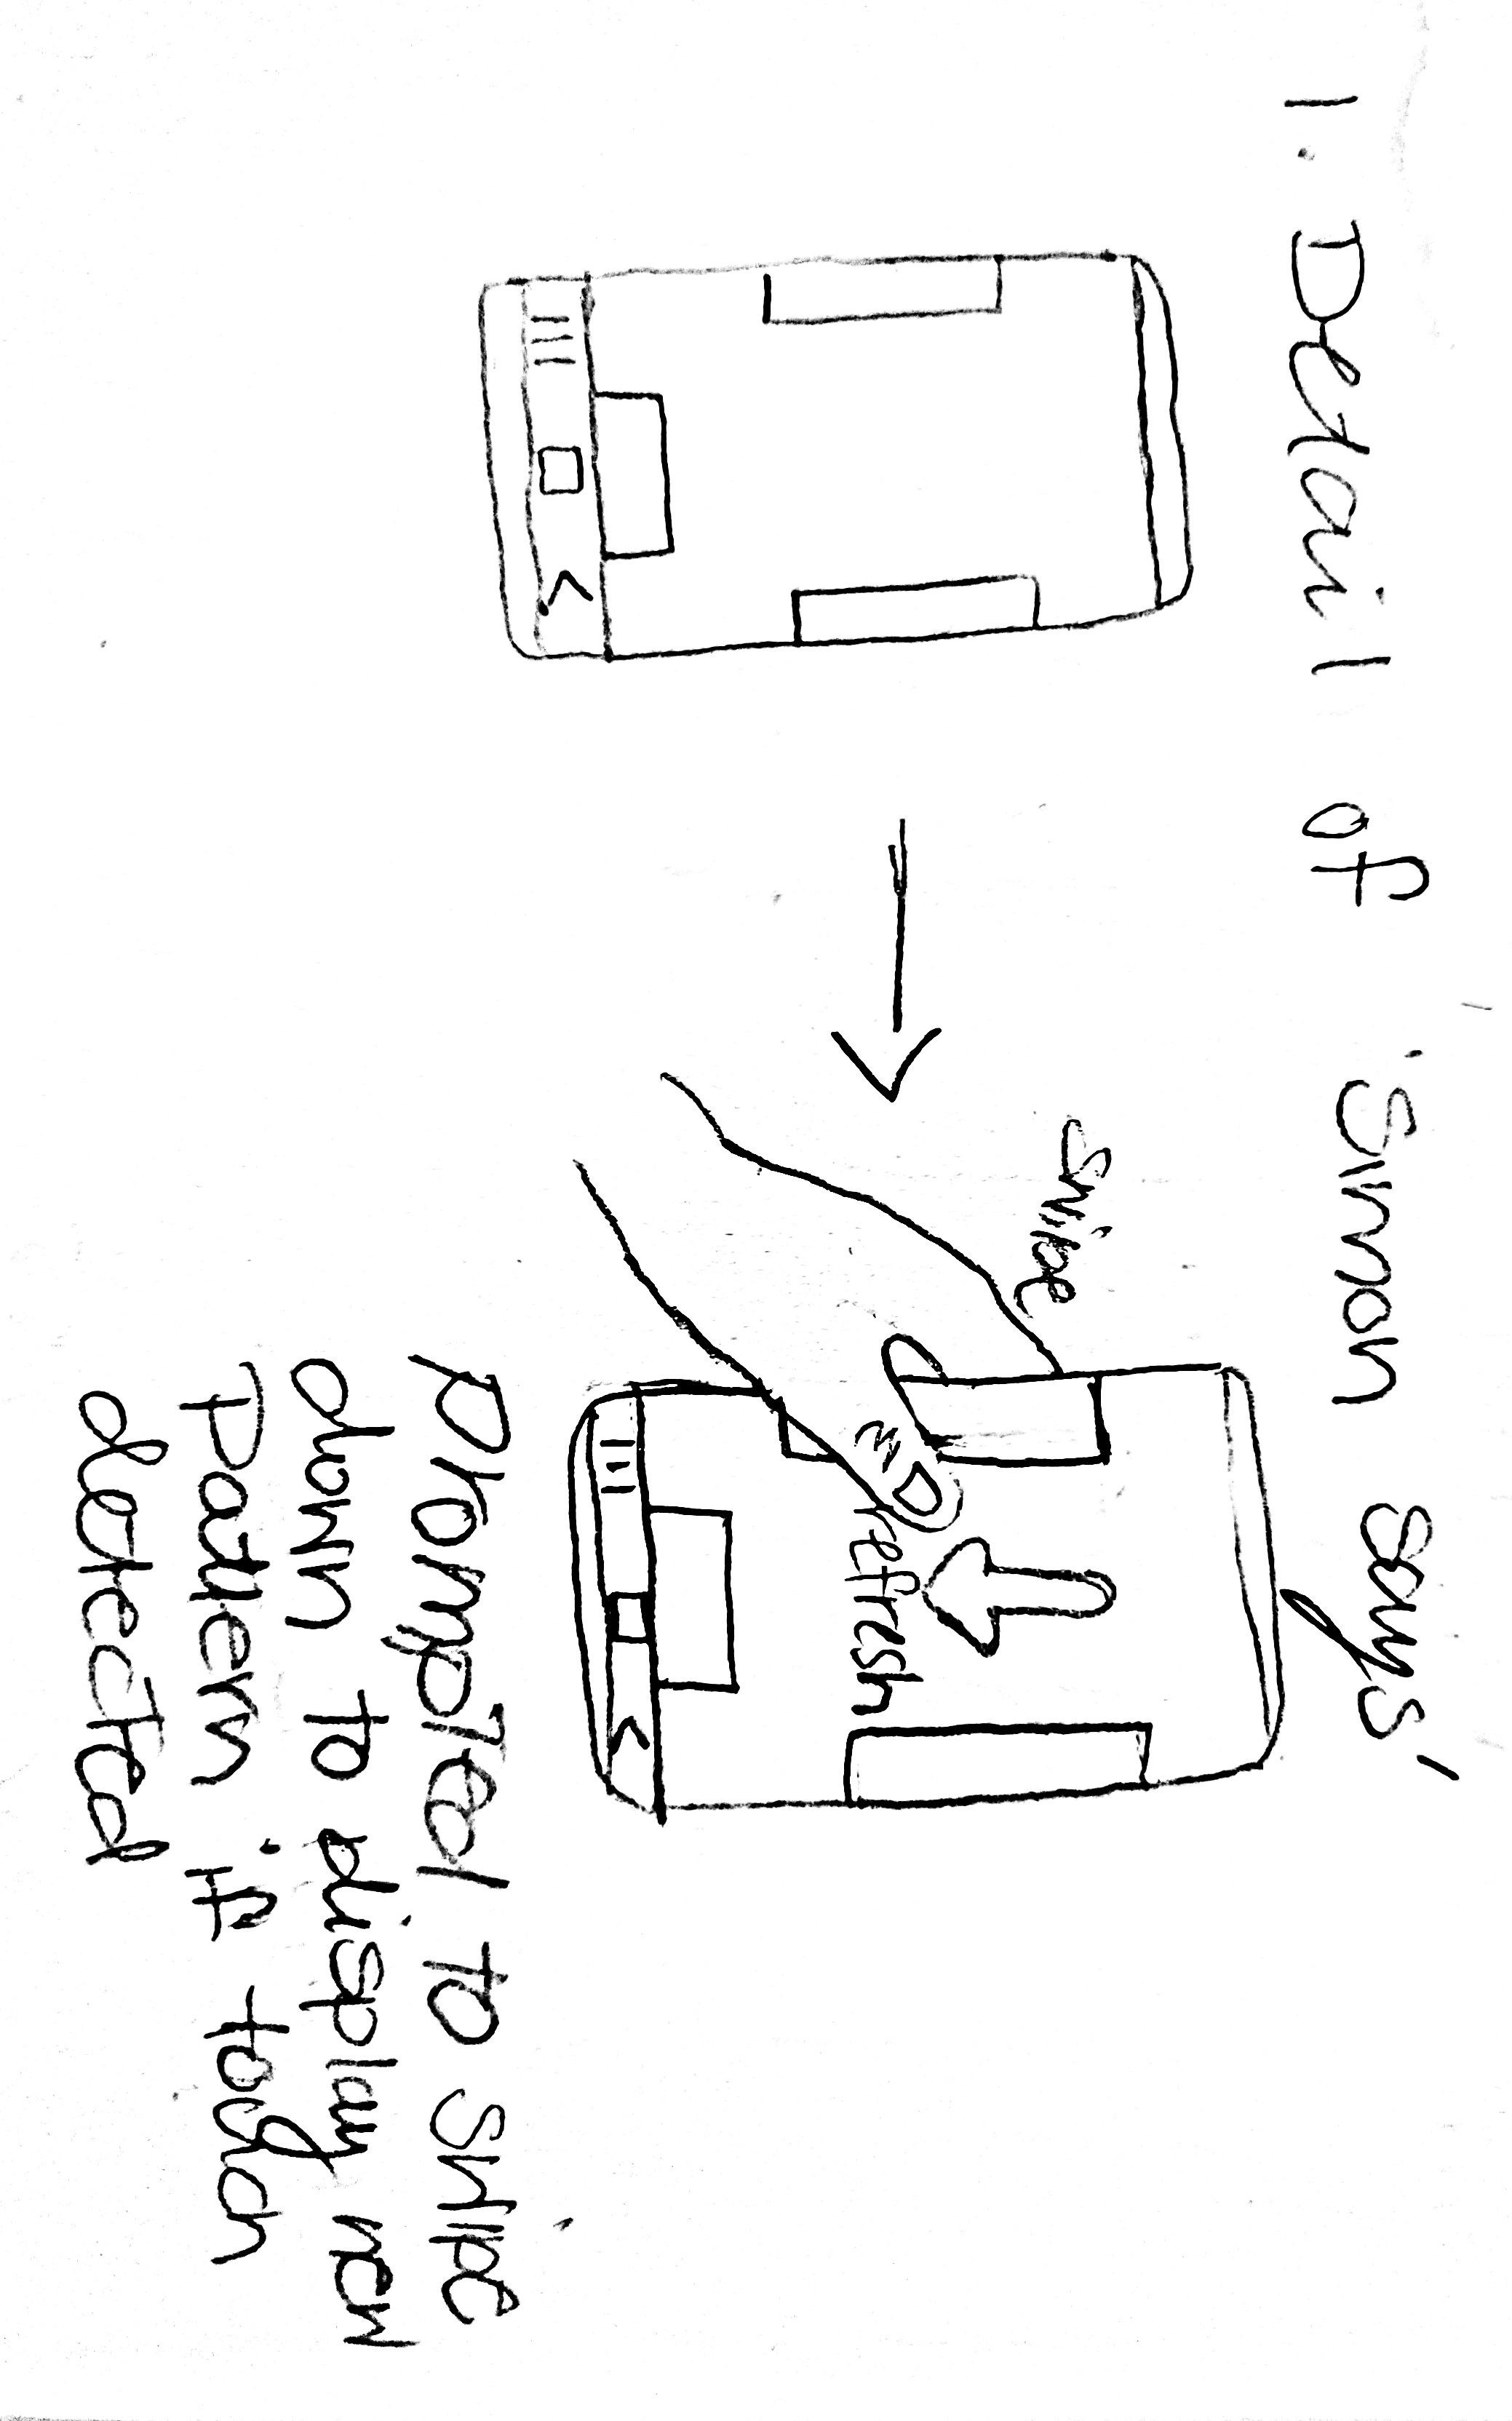 1. Detail of 'Simon says'
swipe
refresh
Prompted to swipe
down to display new
Pattern if touch
detected